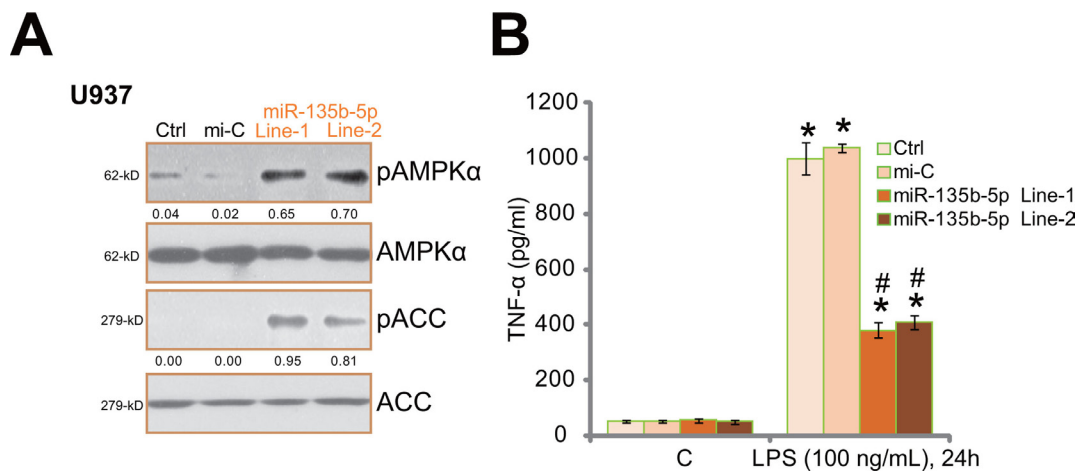 A
U937
miR-135b-5p
Ctrl mi-C Line-1 Line-2
62-kD pAMPKα
0.04 0.02 0.65 0.70
62-kD AMPKα
279-kD pACC
0.00 0.00 0.95 0.81
279-kD ACC
B
1200
1000
800
600
400
200
0
TNF-α (pg/ml)
* *
# #
* *
Ctrl
mi-C
miR-135b-5p Line-1
miR-135b-5p Line-2
C LPS (100 ng/mL), 24h